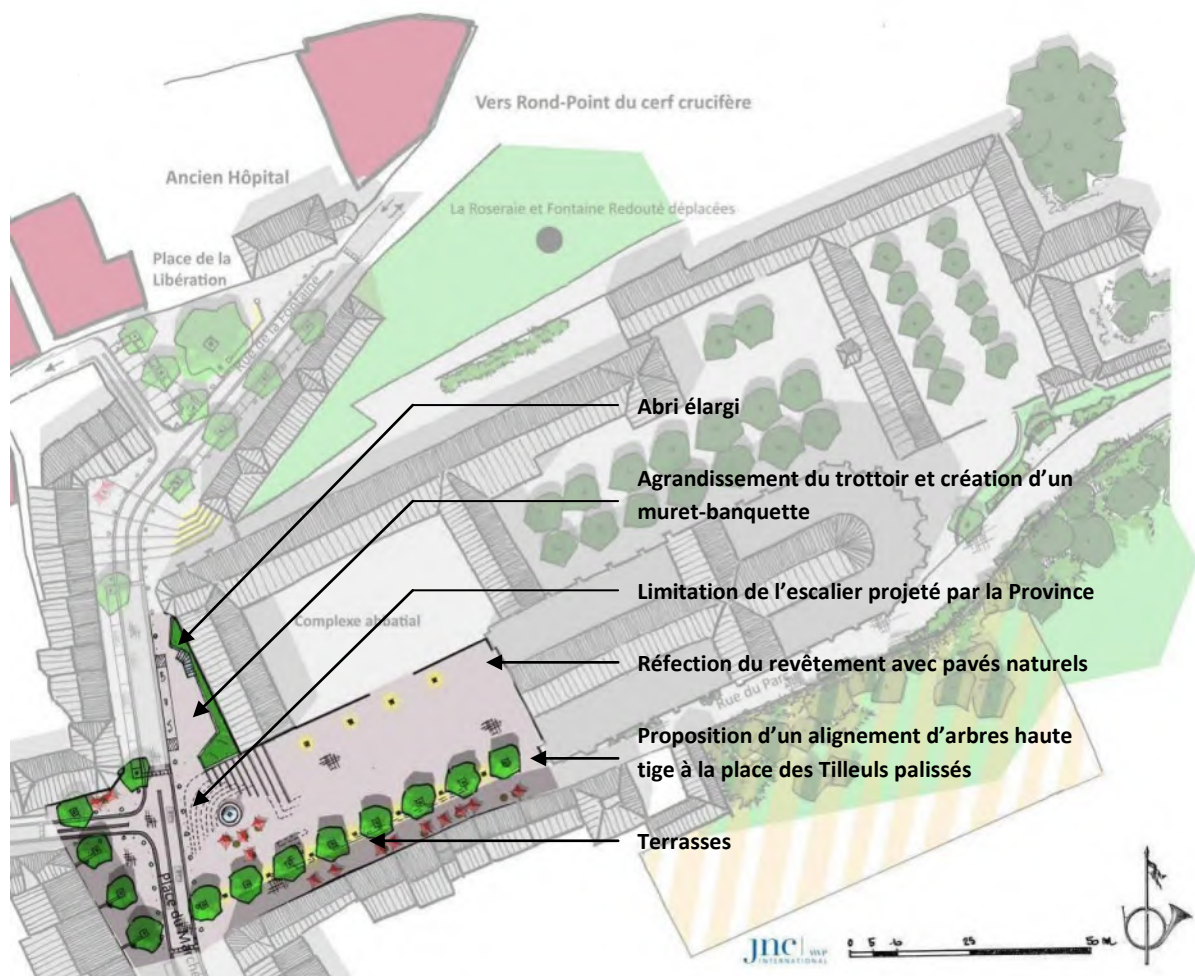 Vers Rond-Point du cerf crucifère
Ancien Hôpital
La Roseraie et Fontaine Redouté déplacées
Place de la
Libération
Rue de la Fontaine
Abri élargi
Agrandissement du trottoir et création d’un
muret-banquette
Limitation de l’escalier projeté par la Province
Complexe abbatial
Réfection du revêtement avec pavés naturels
Rue du Parc
Proposition d’un alignement d’arbres haute
tige à la place des Tilleuls palissés
Terrasses
Place du
jnc
INTERNATIONAL
0 5 10 25 50 m